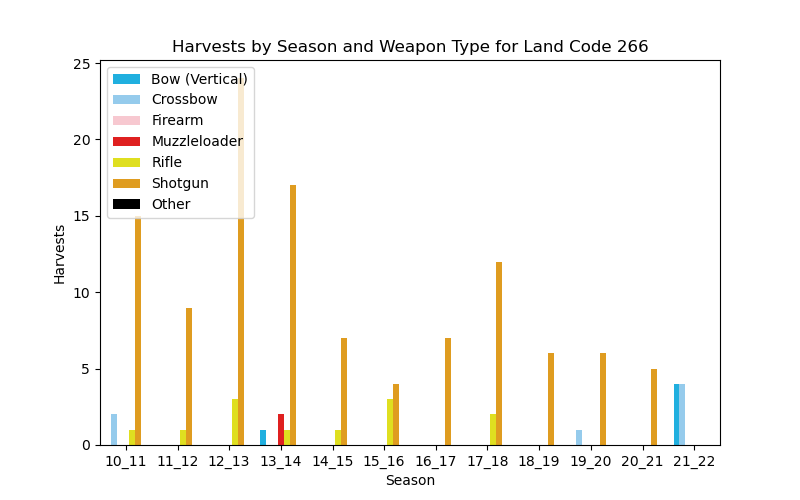 Harvests by Season and Weapon Type for Land Code 266
25
20
15
10
5
0
Harvests
Bow (Vertical)
Crossbow
Firearm
Muzzleloader
Rifle
Shotgun
Other
10_11 11_12 12_13 13_14 14_15 15_16 16_17 17_18 18_19 19_20 20_21 21_22
Season